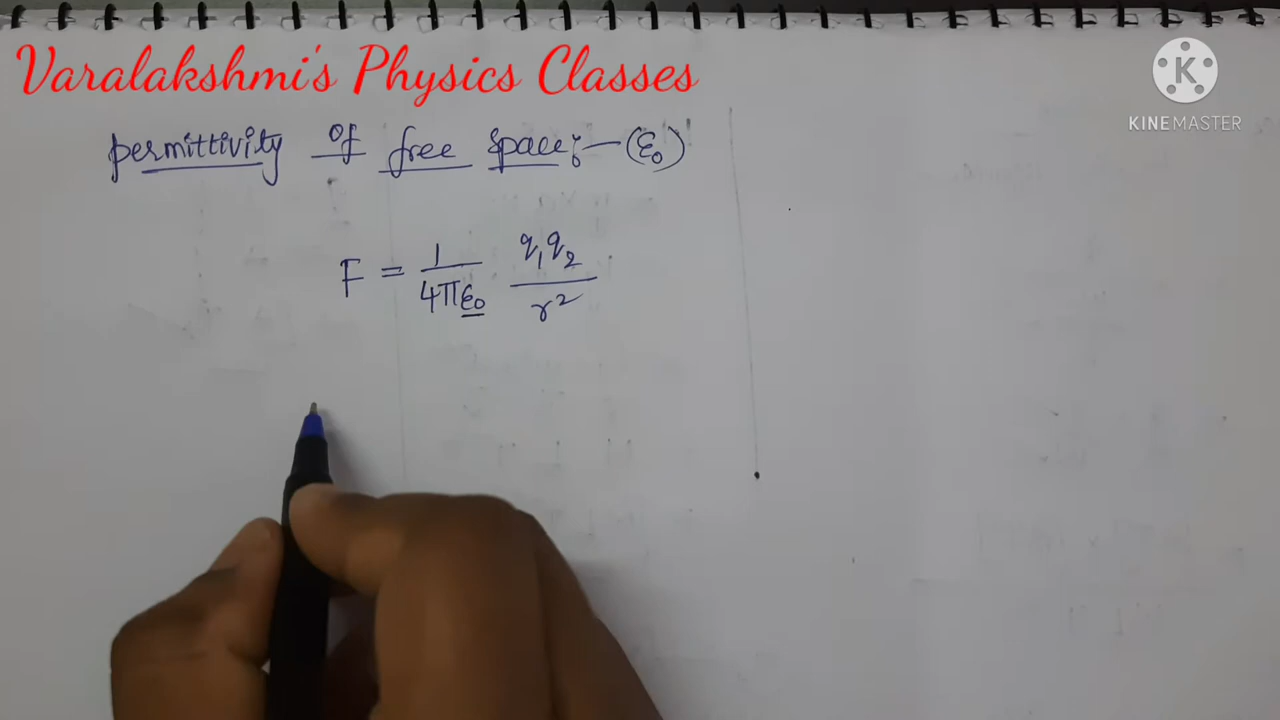 Varalakshmi's Physics Classes
K
KINEMASTER
permittivity of free space :- (ε₀)
F = 1/4πε₀ q₁q₂/r²